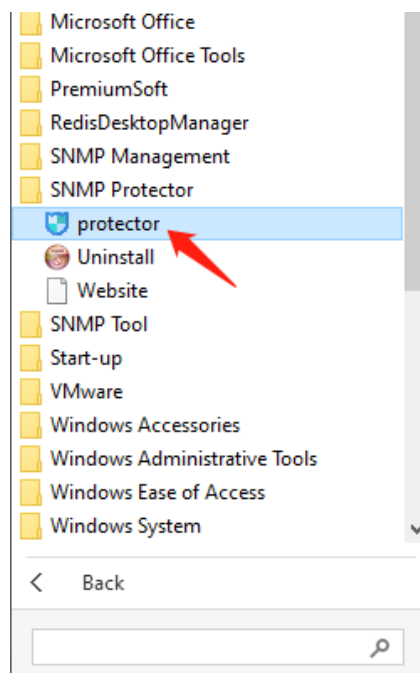 Microsoft Office
Microsoft Office Tools
PremiumSoft
RedisDesktopManager
SNMP Management
SNMP Protector
protector
Uninstall
Website
SNMP Tool
Start-up
VMware
Windows Accessories
Windows Administrative Tools
Windows Ease of Access
Windows System
Back